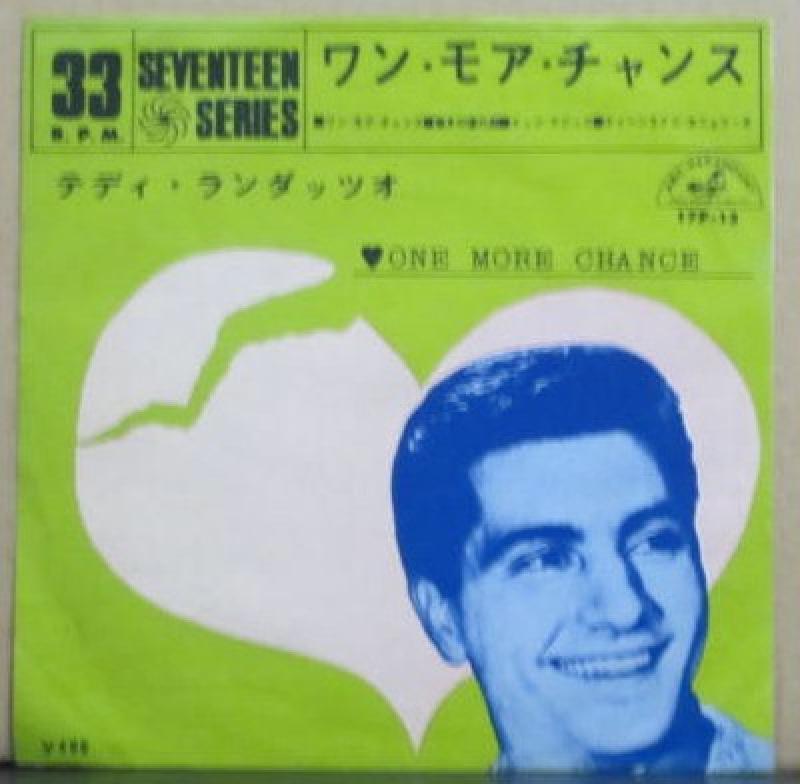 33
R.P.M.
SEVENTEEN
SERIES
ワン・モア・チャンス
テディ・ランダッツオ
17P-13
♥ONE MORE CHANCE